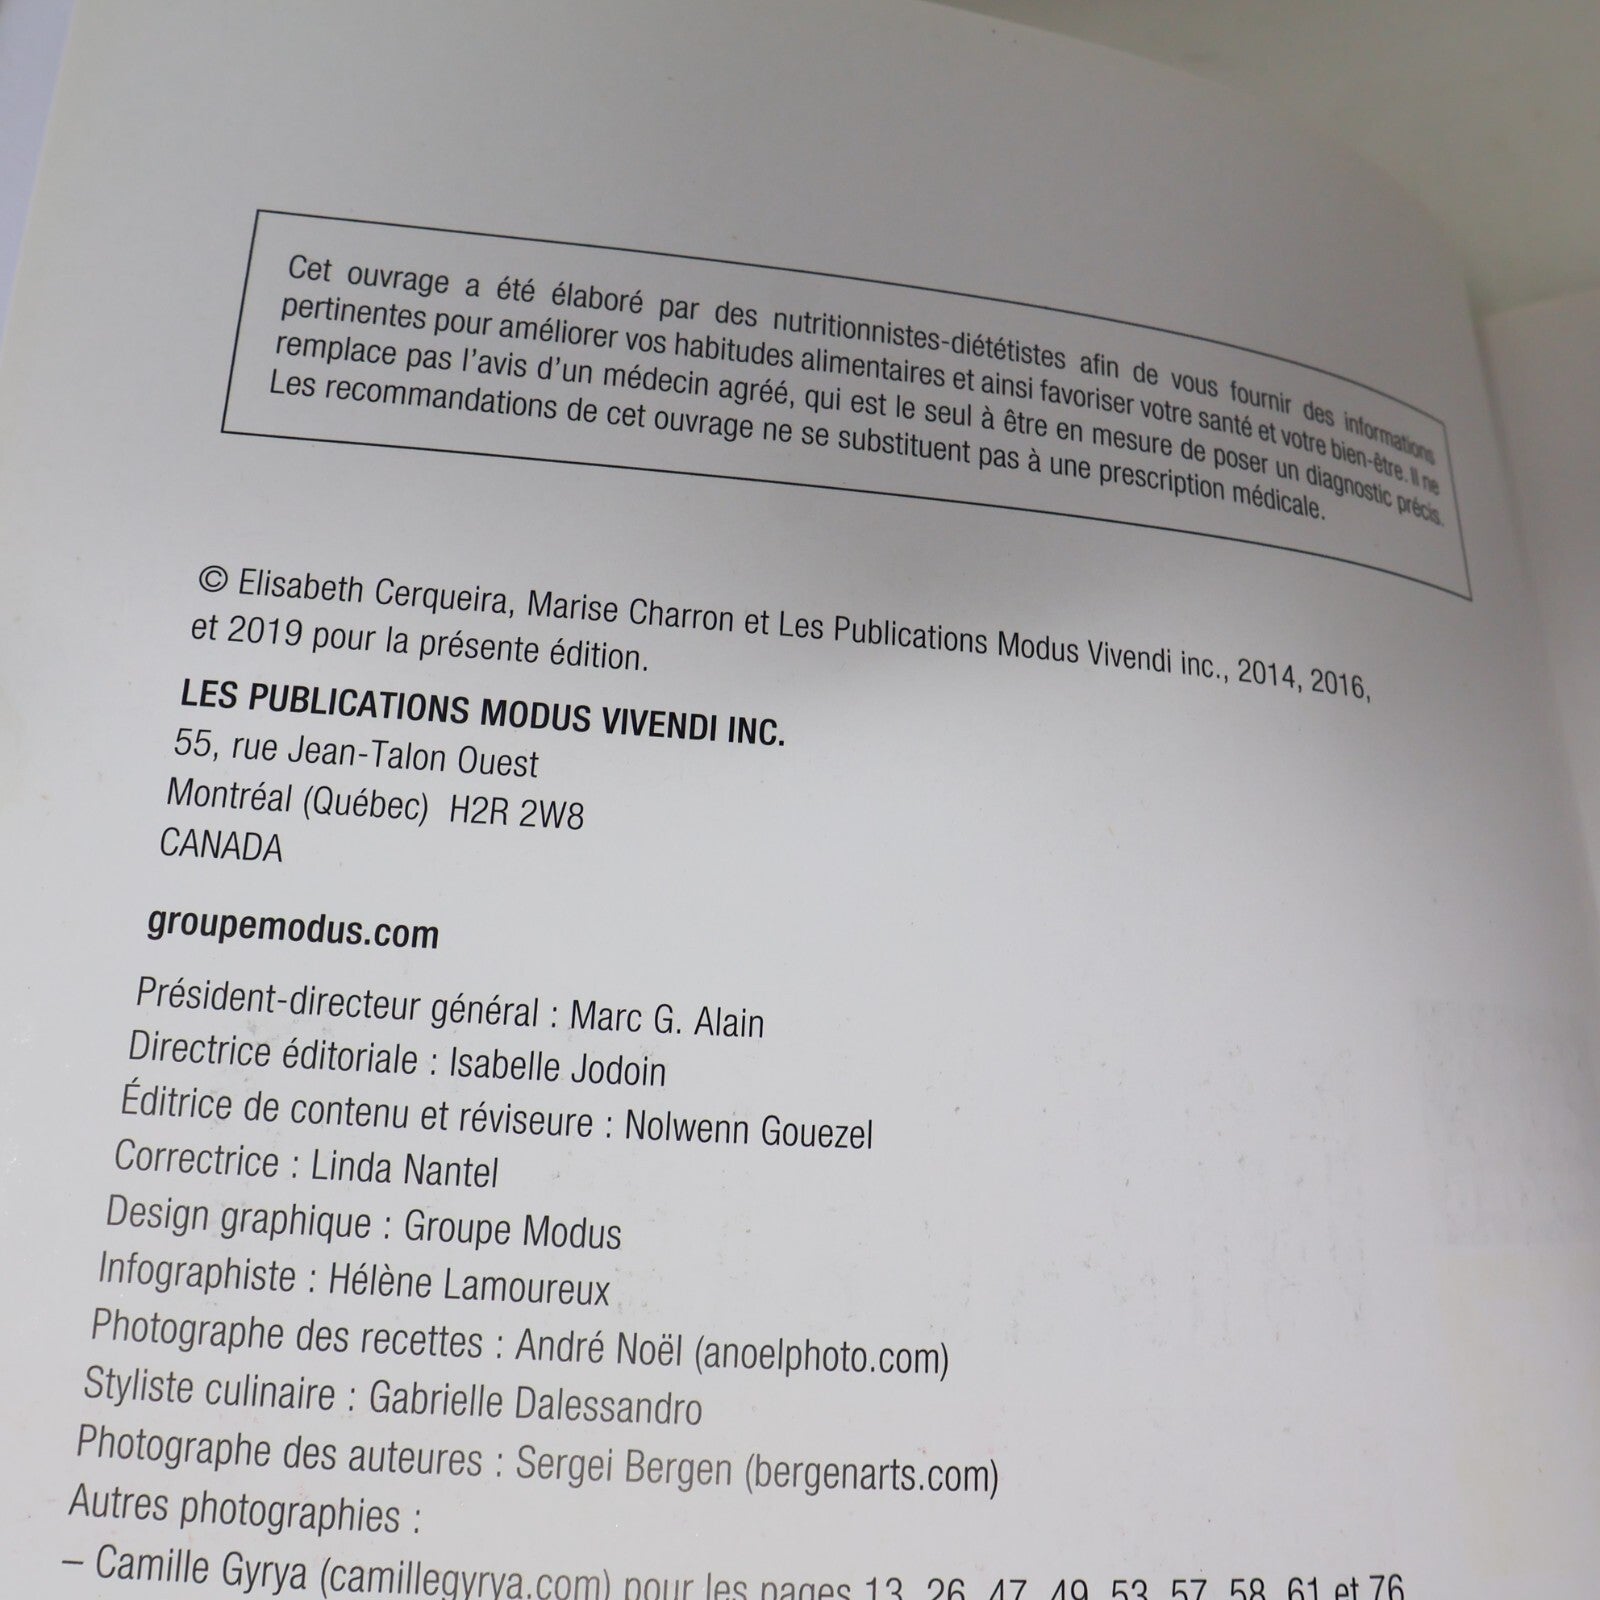 Cet ouvrage a été élaboré par des nutritionnistes-diététistes afin de vous fournir des informations
pertinentes pour améliorer vos habitudes alimentaires et ainsi favoriser votre santé et votre bien-être. Il ne
remplace pas l'avis d'un médecin agréé, qui est le seul à être en mesure de poser un diagnostic précis.
Les recommandations de cet ouvrage ne se substituent pas à une prescription médicale.
© Elisabeth Cerqueira, Marise Charron et Les Publications Modus Vivendi inc., 2014, 2016,
et 2019 pour la présente édition.
LES PUBLICATIONS MODUS VIVENDI INC.
55, rue Jean-Talon Ouest
Montréal (Québec) H2R 2W8
CANADA
groupemodus.com
Président-directeur général : Marc G. Alain
Directrice éditoriale : Isabelle Jodoin
Éditrice de contenu et réviseure : Nolwenn Gouezel
Correctrice : Linda Nantel
Design graphique : Groupe Modus
Infographiste : Hélène Lamoureux
Photographe des recettes : André Noël (anoelphoto.com)
Styliste culinaire : Gabrielle Dalessandro
Photographe des auteures : Sergei Bergen (bergenarts.com)
Autres photographies :
– Camille Gyrya (camillegyrya.com) pour les pages 13, 26, 47, 49, 53, 57, 58, 61 et 76